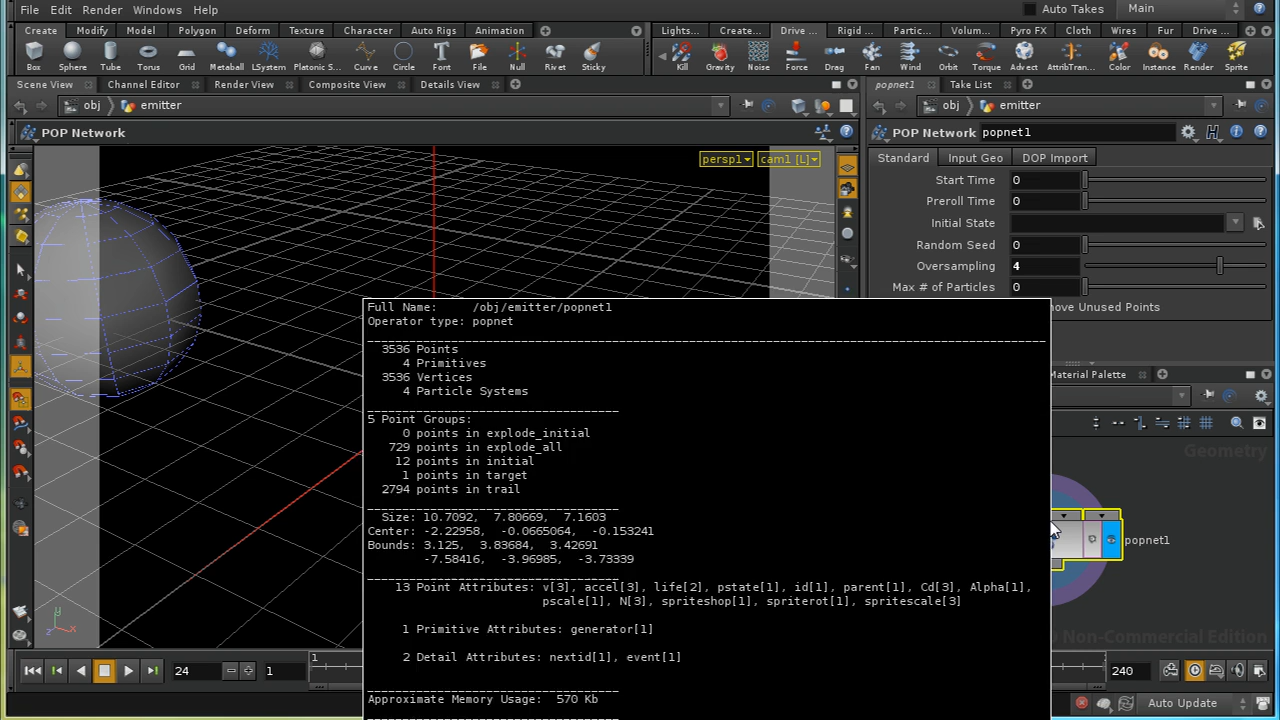 File Edit Render Windows Help
Auto Takes Main
Create Modify Model Polygon Deform Texture Character Auto Rigs Animation
Lights... Create... Drive ... Rigid ... Partic... Volum... Pyro FX Cloth Wires Fur Drive ...
Box Sphere Tube Torus Grid Metaball LSystem Platonic S... Curve Circle Font File Null Rivet Sticky
Kill Gravity Noise Force Drag Fan Wind Orbit Torque Advect AttribTran... Color Instance Render Sprite
Scene View Channel Editor Render View Composite View Details View
popnet1 Take List
obj emitter
obj emitter
POP Network
POP Network popnet1
persp1 cam1 [L]
Standard Input Geo DOP Import
Start Time 0
Preroll Time 0
Initial State
Random Seed 0
Oversampling 4
Max # of Particles 0
move Unused Points
Full Name: /obj/emitter/popnet1
Operator type: popnet
3536 Points
4 Primitives
3536 Vertices
4 Particle Systems
5 Point Groups:
0 points in explode_initial
729 points in explode_all
12 points in initial
1 points in target
2794 points in trail
Size: 10.7092, 7.80669, 7.1603
Center: -2.22958, -0.0665064, -0.153241
Bounds: 3.125, 3.83684, 3.42691
-7.58416, -3.96985, -3.73339
13 Point Attributes: v[3], accel[3], life[2], pstate[1], id[1], parent[1], Cd[3], Alpha[1],
pscale[1], N[3], spriteshop[1], spriterot[1], spritescale[3]
1 Primitive Attributes: generator[1]
2 Detail Attributes: nextid[1], event[1]
Approximate Memory Usage: 570 Kb
Material Palette
Geometry
popnet1
Non-Commercial Edition
y
z x
24 1 1 240
Auto Update